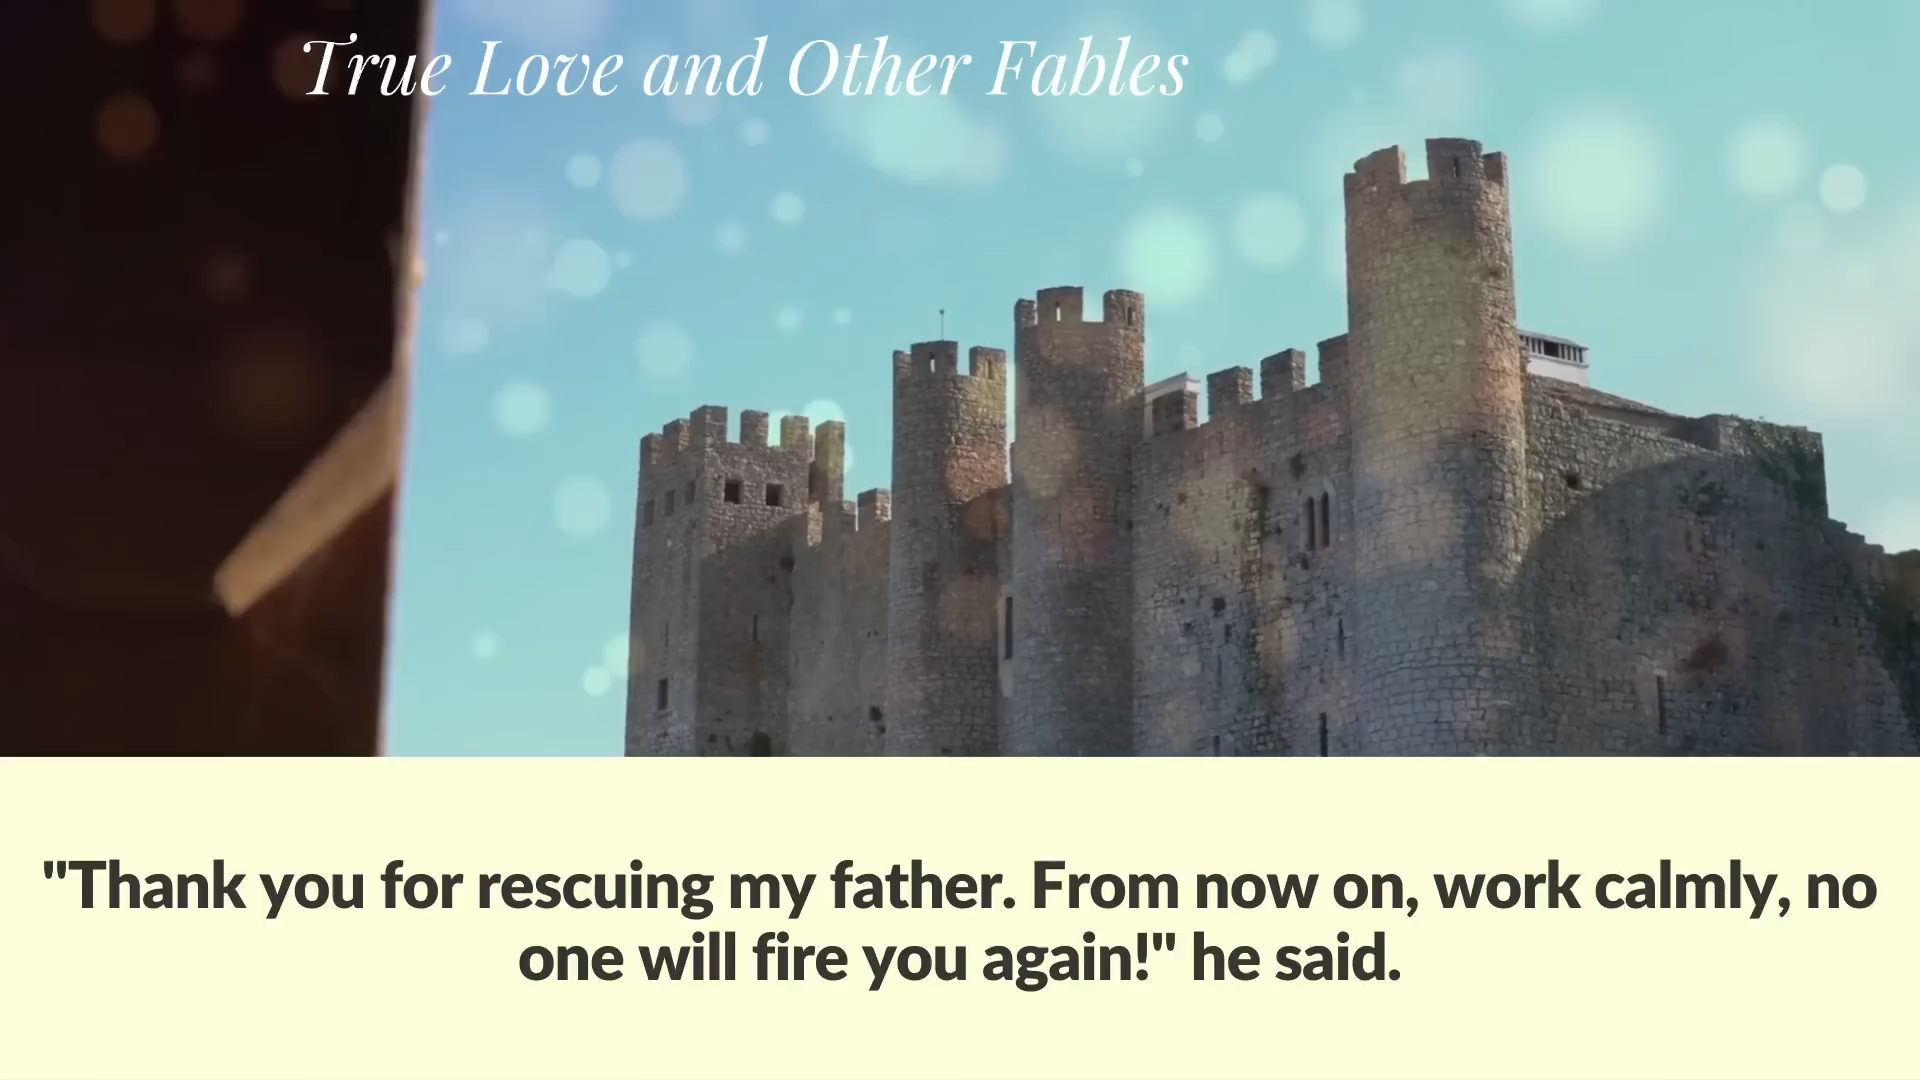 True Love and Other Fables
"Thank you for rescuing my father. From now on, work calmly, no
one will fire you again!" he said.